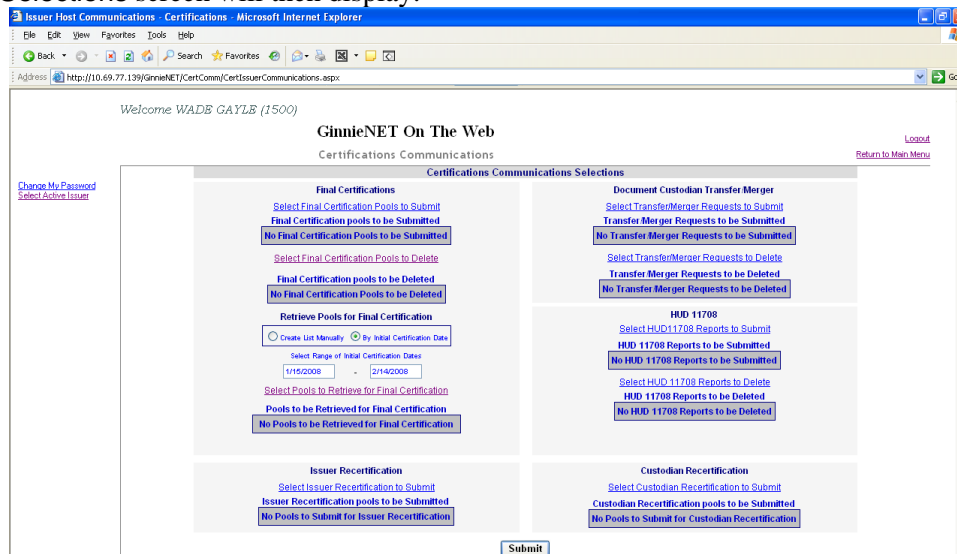 Selections screen will then display.
Issuer Host Communications - Certifications - Microsoft Internet Explorer
File Edit View Favorites Tools Help
Back Search Favorites
Address http://10.69.77.139/GinnieNET/CertComm/CertIssuerCommunications.aspx Go
Welcome WADE GAYLE (1500)
GinnieNET On The Web
Logout
Certifications Communications
Return to Main Menu
Certifications Communications Selections
Change My Password
Select Active Issuer
Final Certifications
Select Final Certification Pools to Submit
Final Certification pools to be Submitted
No Final Certification Pools to be Submitted
Select Final Certification Pools to Delete
Final Certification pools to be Deleted
No Final Certification Pools to be Deleted
Retrieve Pools for Final Certification
Create List Manually By Initial Certification Date
Select Range of Initial Certification Dates
1/15/2008 - 2/14/2008
Select Pools to Retrieve for Final Certification
Pools to be Retrieved for Final Certification
No Pools to be Retrieved for Final Certification
Document Custodian Transfer/Merger
Select Transfer/Merger Requests to Submit
Transfer/Merger Requests to be Submitted
No Transfer/Merger Requests to be Submitted
Select Transfer/Merger Requests to Delete
Transfer/Merger Requests to be Deleted
No Transfer/Merger Requests to be Deleted
HUD 11708
Select HUD11708 Reports to Submit
HUD 11708 Reports to be Submitted
No HUD 11708 Reports to be Submitted
Select HUD 11708 Reports to Delete
HUD 11708 Reports to be Deleted
No HUD 11708 Reports to be Deleted
Issuer Recertification
Select Issuer Recertification to Submit
Issuer Recertification pools to be Submitted
No Pools to Submit for Issuer Recertification
Custodian Recertification
Select Custodian Recertification to Submit
Custodian Recertification pools to be Submitted
No Pools to Submit for Custodian Recertification
Submit